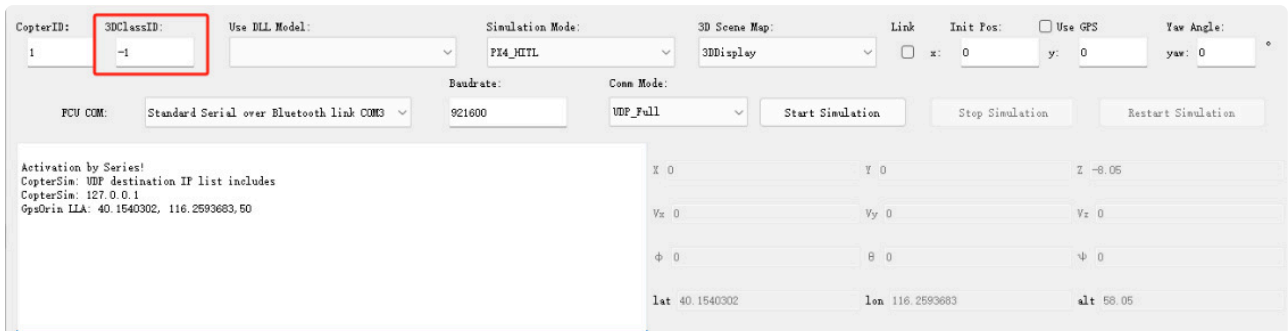 CopterID: 3DClassID: Use DLL Model: Simulation Mode: 3D Scene Map: Link Init Pos: Use GPS Yaw Angle:
1 -1 PX4_HITL 3DDisplay x: 0 y: 0 yaw: 0 °
Baudrate: Comm Mode:
FCU COM: Standard Serial over Bluetooth link COM3 921600 UDP_Full Start Simulation Stop Simulation Restart Simulation
Activation by Series!
CopterSim: UDP destination IP list includes
CopterSim: 127.0.0.1
GpsOrin LLA: 40.1540302, 116.2593683,50
X 0 Y 0 Z -8.05
Vx 0 Vy 0 Vz 0
ϕ 0 θ 0 ψ 0
lat 40.1540302 lon 116.2593683 alt 58.05